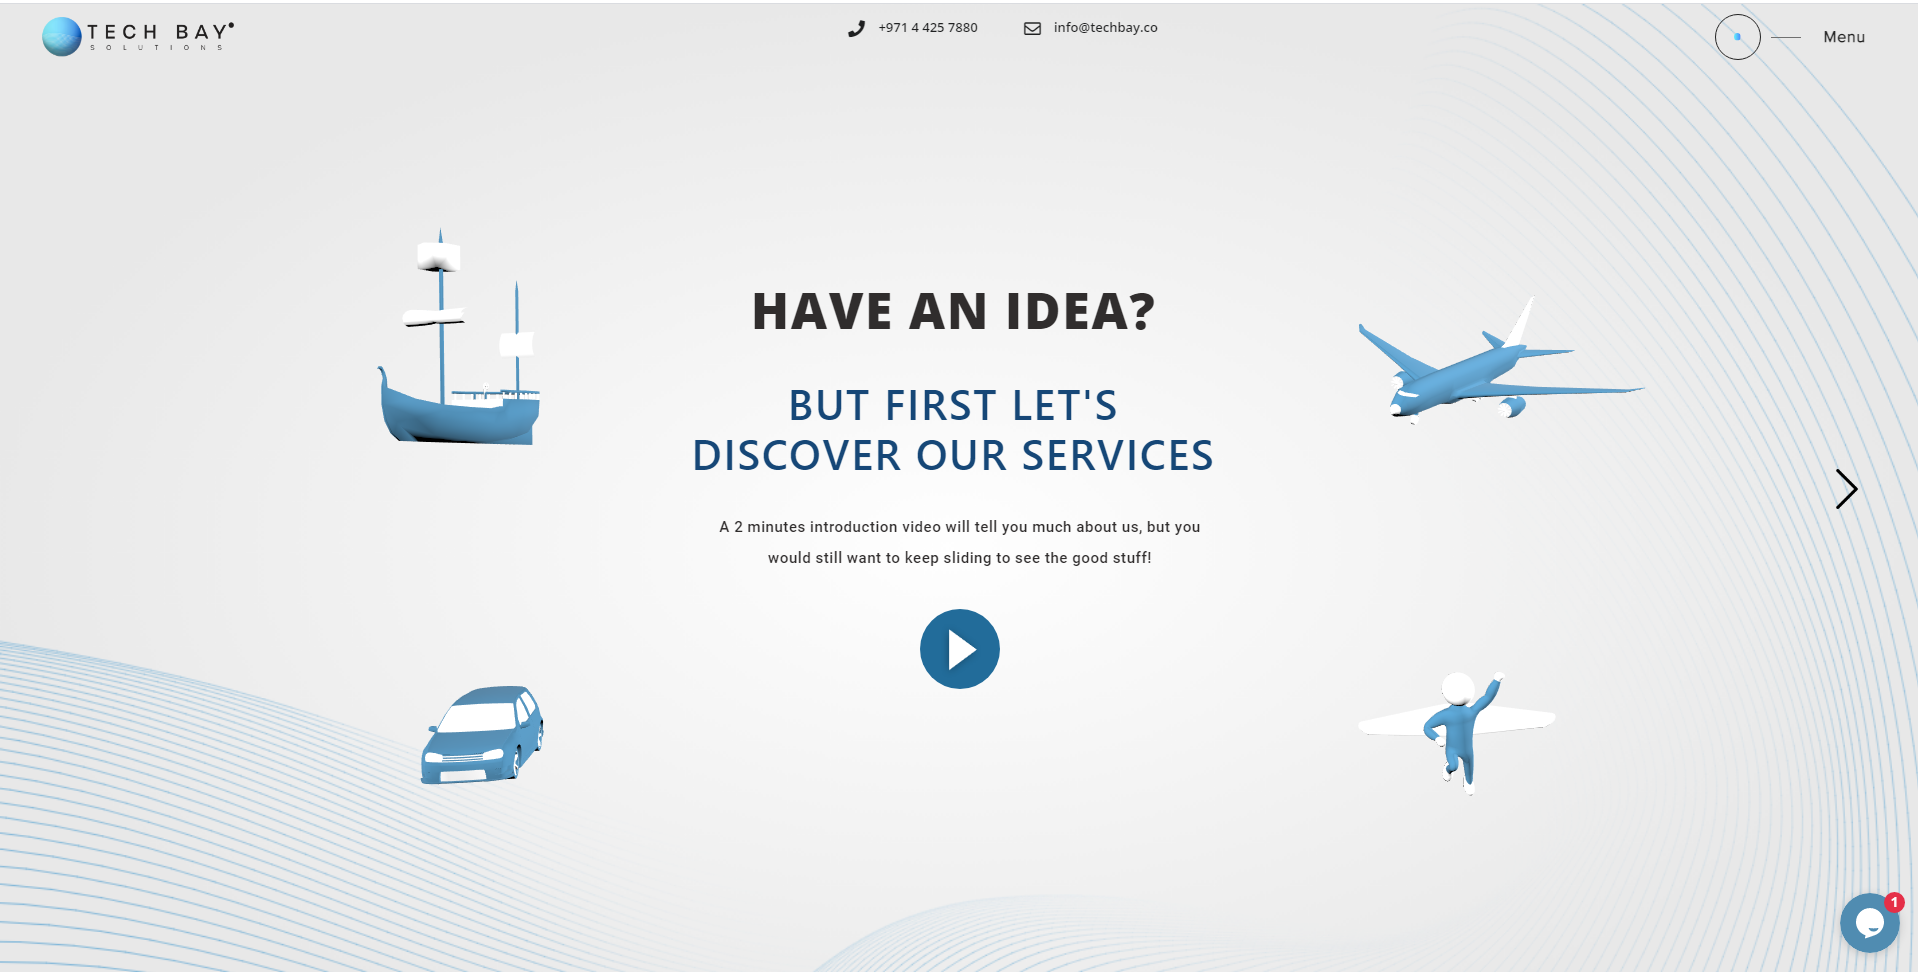 TECH BAY
SOLUTIONS
+971 4 425 7880
info@techbay.co
Menu
HAVE AN IDEA?
BUT FIRST LET'S
DISCOVER OUR SERVICES
A 2 minutes introduction video will tell you much about us, but you
would still want to keep sliding to see the good stuff!
1